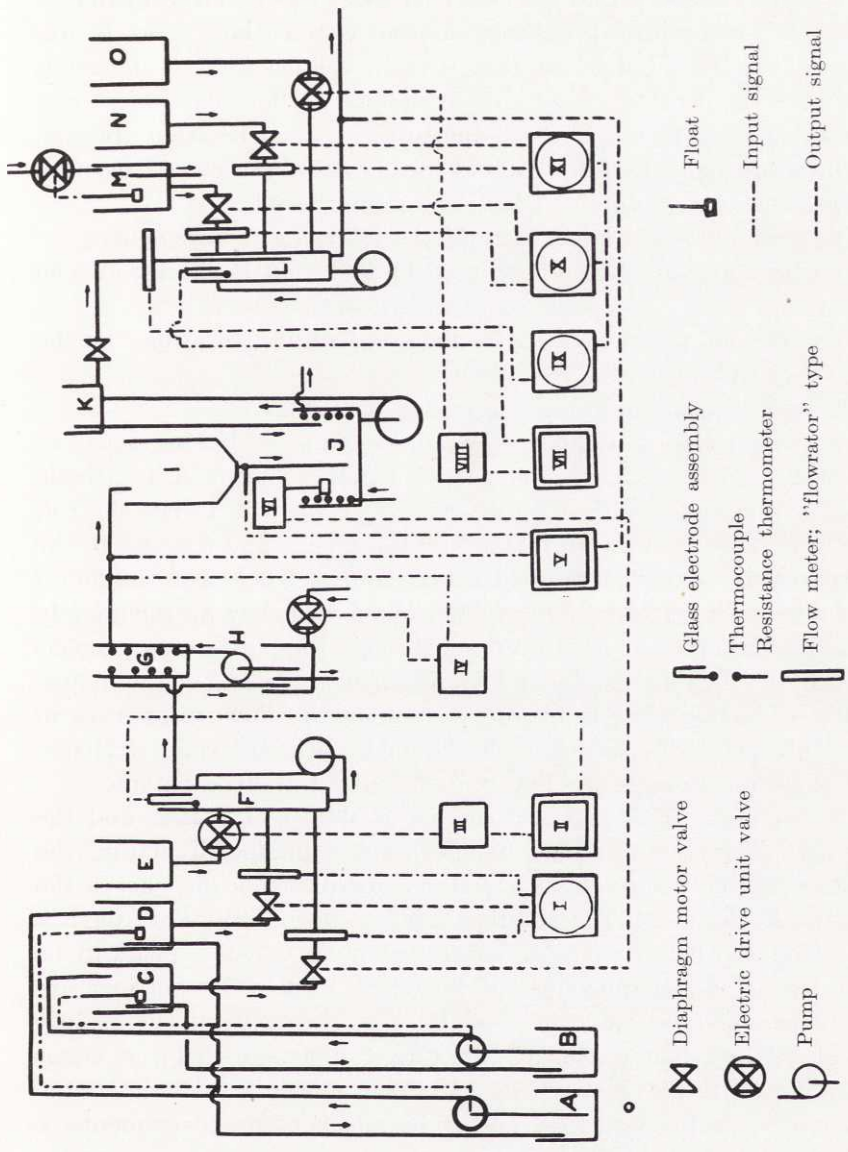 A
B
C
D
E
F
G
H
I
J
K
L
M
N
O
I
II
III
IV
V
VI
VII
VIII
IX
X
XI
Diaphragm motor valve
Electric drive unit valve
Pump
Glass electrode assembly
Thermocouple
Resistance thermometer
Flow meter; "flowrator" type
Float
Input signal
Output signal